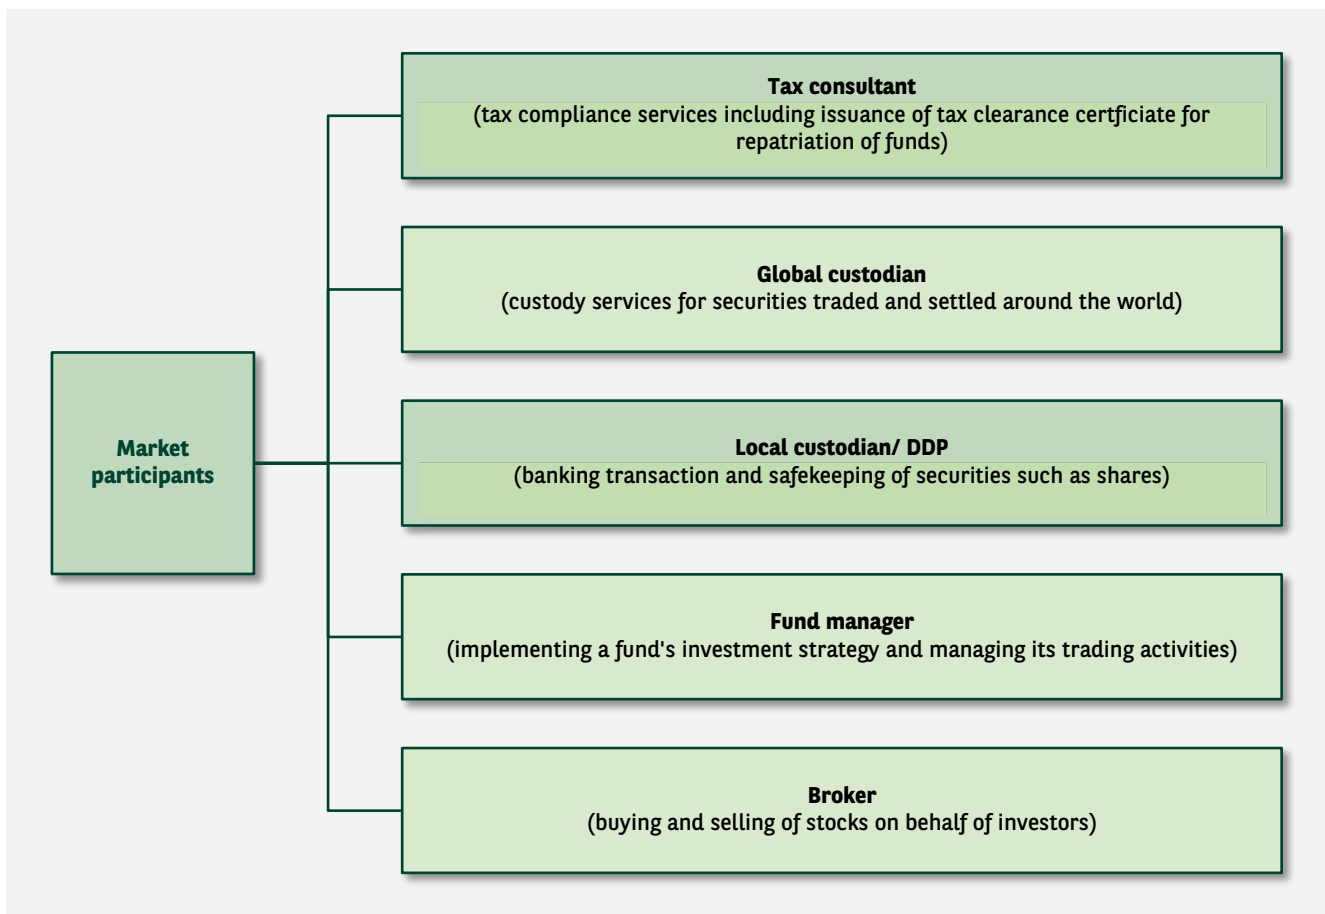 Tax consultant
(tax compliance services including issuance of tax clearance certficiate for
repatriation of funds)
Global custodian
(custody services for securities traded and settled around the world)
Market
participants
Local custodian/ DDP
(banking transaction and safekeeping of securities such as shares)
Fund manager
(implementing a fund's investment strategy and managing its trading activities)
Broker
(buying and selling of stocks on behalf of investors)